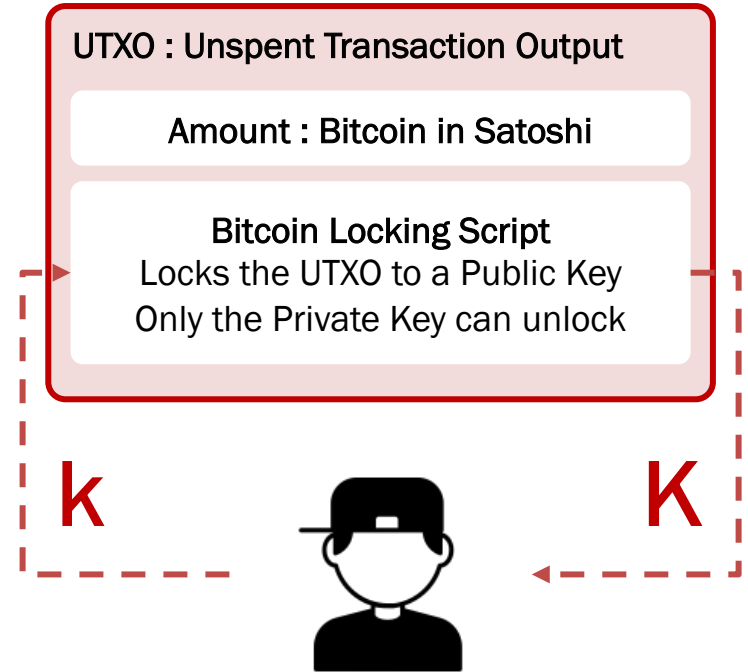 UTXO : Unspent Transaction Output
Amount : Bitcoin in Satoshi
Bitcoin Locking Script
Locks the UTXO to a Public Key
Only the Private Key can unlock
k
K